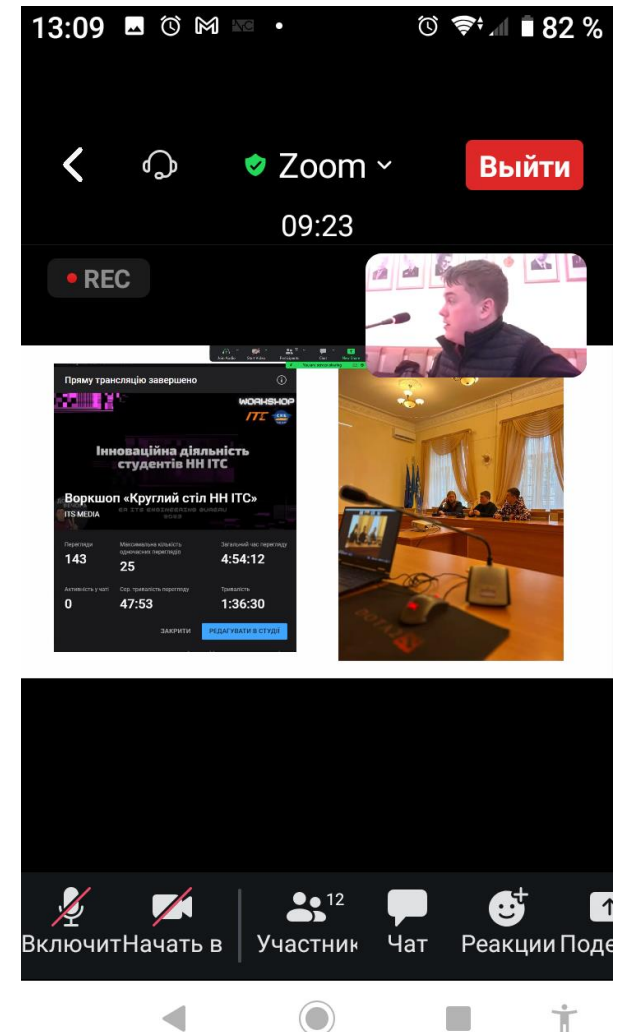 13:09
82 %
Zoom
Выйти
09:23
REC
Пряму трансляцію завершено
WORKSHOP
ITC
Інноваційна діяльність
студентів НН ІТС
Воркшоп «Круглий стіл НН ІТС»
ITS MEDIA
Перегляди
143
Максимальна кількість
одночасних переглядів
25
Загальний час перегляду
4:54:12
Активність у чаті
0
Сер. тривалість перегляду
47:53
Тривалість
1:36:30
ЗАКРИТИ
РЕДАГУВАТИ В СТУДІЇ
12
Включит
Начать в
Участник
Чат
Реакции
Поде